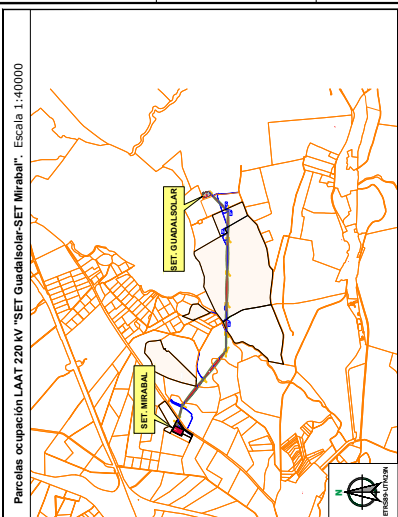 Parcelas ocupación LAAT 220 kV "SET Guadalsolar-SET Mirabal". Escala 1:40000
SET. GUADALSOLAR
SET. MIRABAL
N
ETRS89-UTM29N